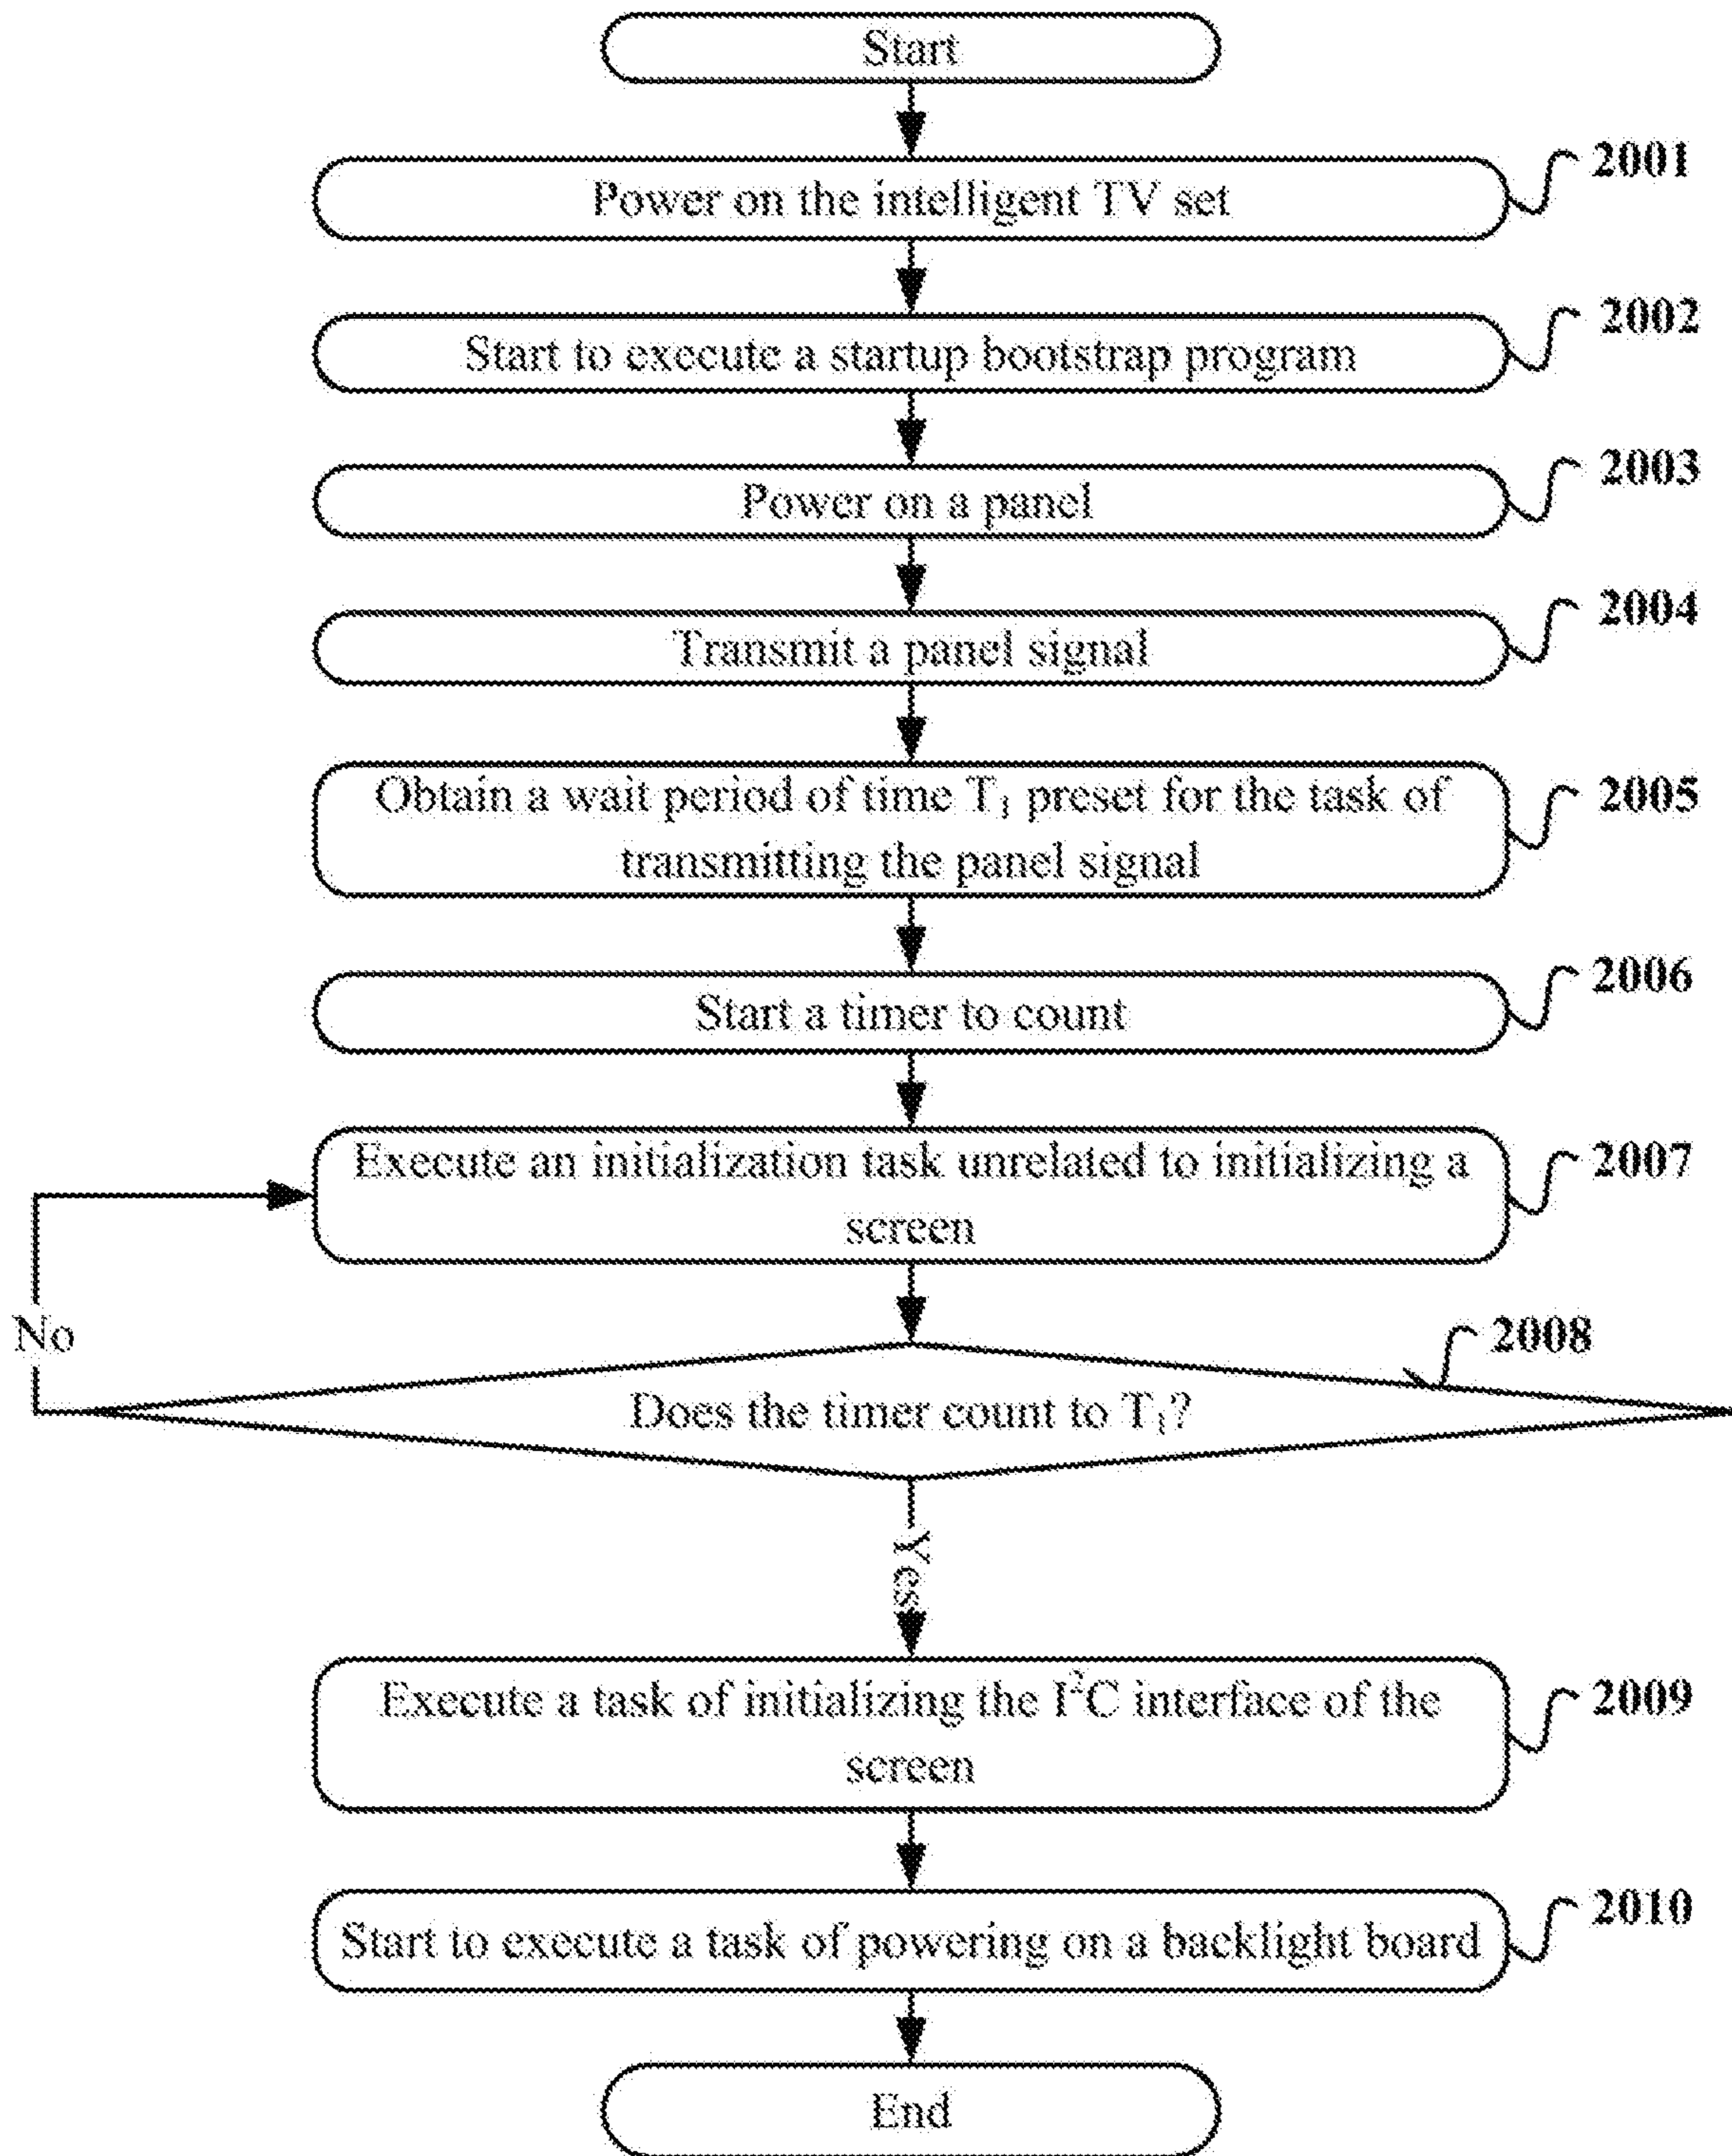 Start
Power on the intelligent TV set
2001
Start to execute a startup bootstrap program
2002
Power on a panel
2003
Transmit a panel signal
2004
Obtain a wait period of time T₁ preset for the task of
transmitting the panel signal
2005
Start a timer to count
2006
Execute an initialization task unrelated to initializing a
screen
2007
No
2008
Does the timer count to T₁?
Yes
Execute a task of initializing the I²C interface of the
screen
2009
Start to execute a task of powering on a backlight board
2010
End